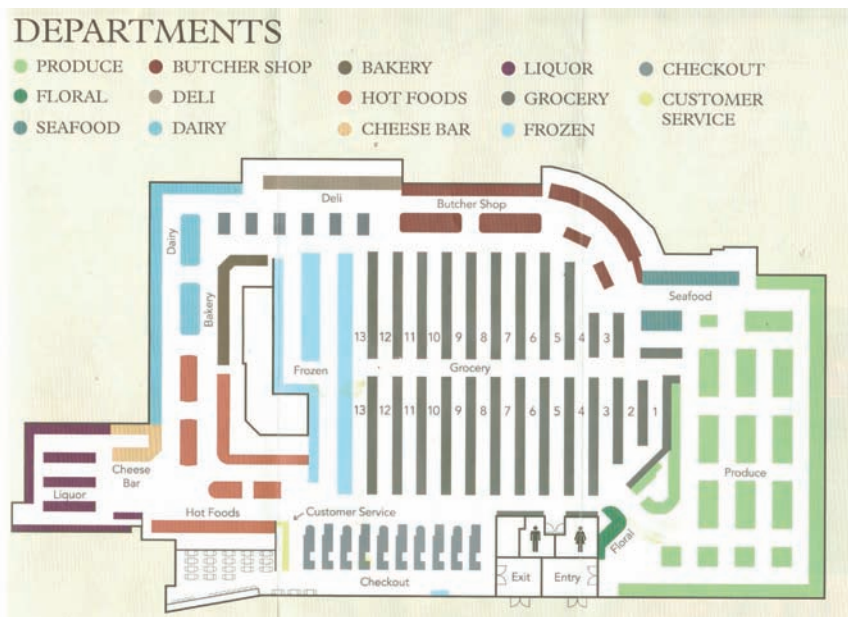 DEPARTMENTS
PRODUCE
BUTCHER SHOP
BAKERY
LIQUOR
CHECKOUT
FLORAL
DELI
HOT FOODS
GROCERY
CUSTOMER
SERVICE
SEAFOOD
DAIRY
CHEESE BAR
FROZEN
Deli
Butcher Shop
Dairy
Seafood
Bakery
13 12 11 10 9 8 7 6 5 4 3
Frozen
Grocery
13 12 11 10 9 8 7 6 5 4 3 2 1
Cheese
Bar
Liquor
Produce
Hot Foods
Customer Service
Floral
Checkout
Exit
Entry